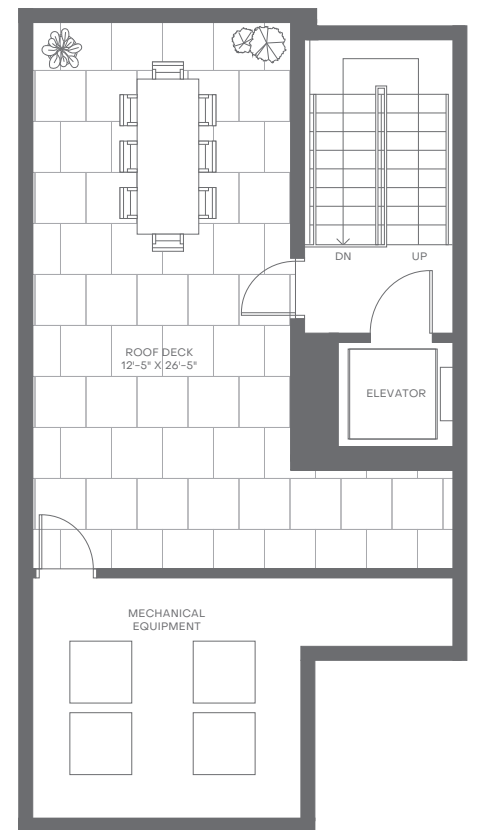 DN UP
ROOF DECK
12'-5" X 26'-5"
ELEVATOR
MECHANICAL
EQUIPMENT